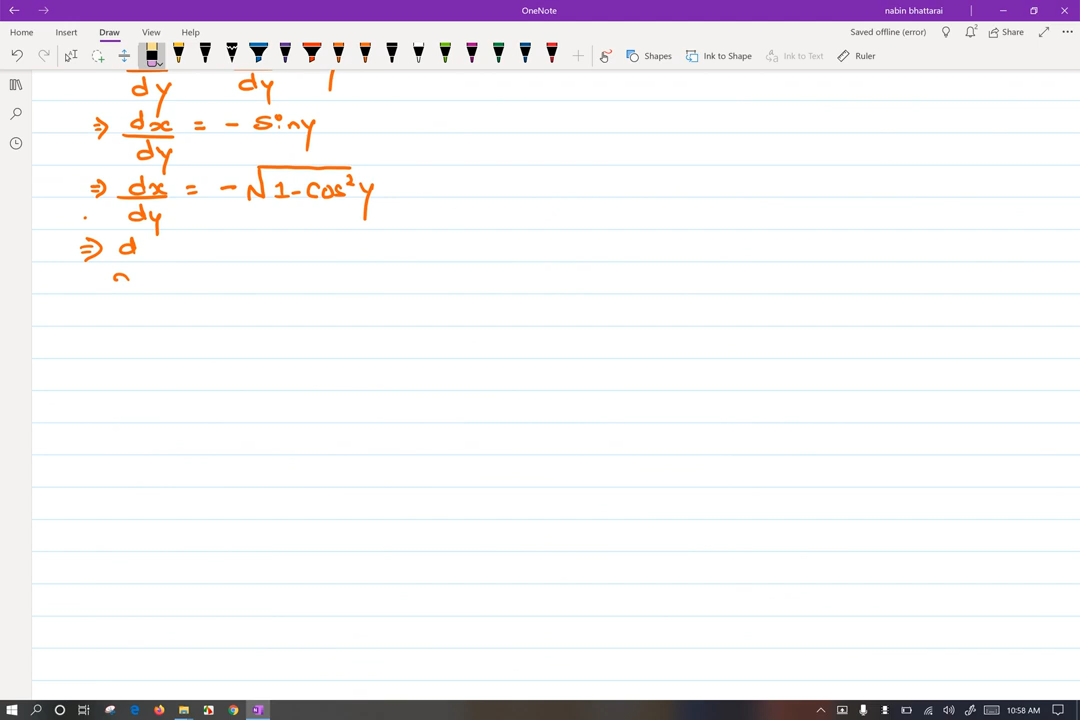 OneNote
nabin bhattarai
Home Insert Draw View Help
Saved offline (error)
Share
Shapes
Ink to Shape
Ink to Text
Ruler
dy dy
⇒ dx/dy = - siny
⇒ dx/dy = - √1-cos²y
⇒ d
10:58 AM